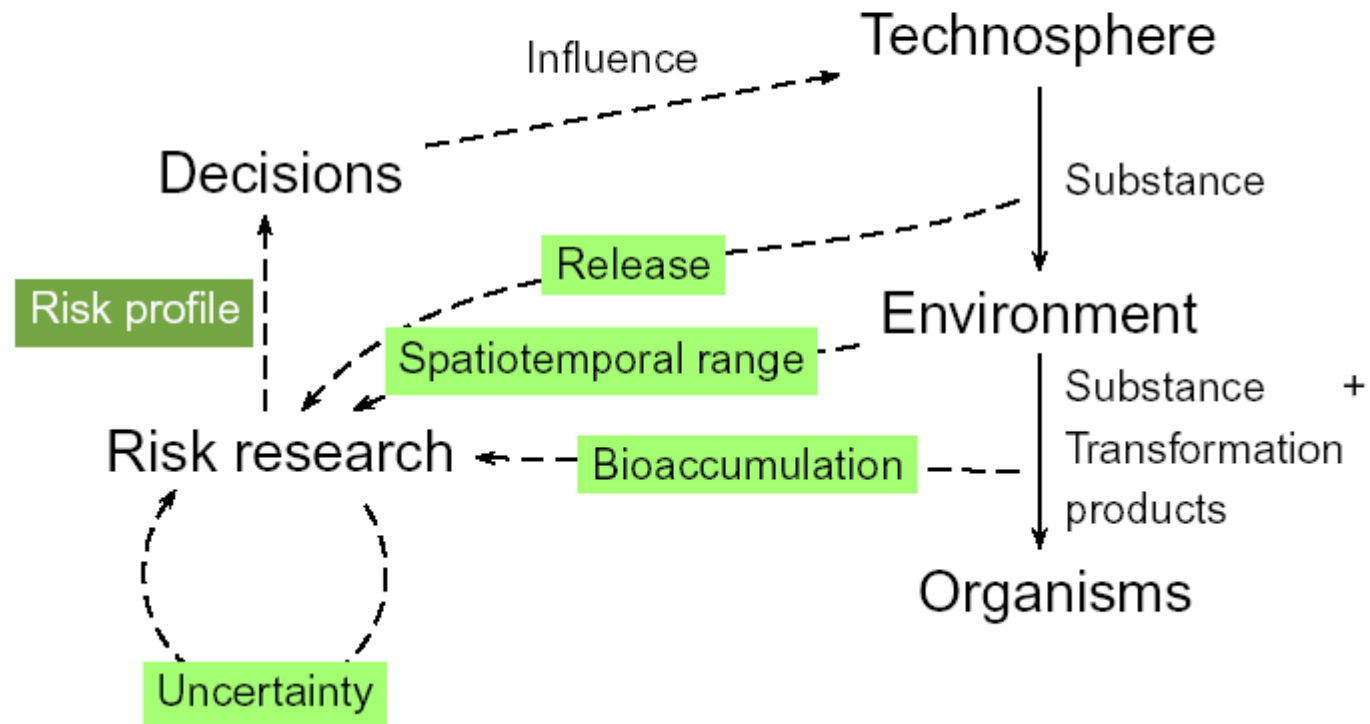 Technosphere
Influence
Decisions
Substance
Release
Risk profile
Environment
Spatiotemporal range
Substance +
Transformation
products
Risk research
Bioaccumulation
Organisms
Uncertainty